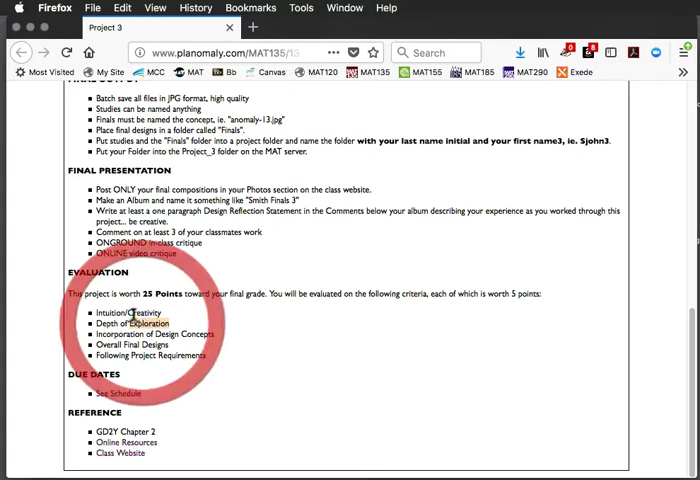 Firefox File Edit View History Bookmarks Tools Window Help
Project 3
www.planomaly.com/MAT135/13
Search
Most Visited My Site MCC MAT Bb Canvas MAT120 MAT135 MAT155 MAT185 MAT290 Exede
FINAL OUTPUT
Batch save all files in JPG format, high quality
Studies can be named anything
Finals must be named the concept, ie. "anomaly-13.jpg"
Place final designs in a folder called "Finals".
Put studies and the "Finals" folder into a project folder and name the folder with your last name initial and your first name3, ie. Sjohn3.
Put your Folder into the Project_3 folder on the MAT server.
FINAL PRESENTATION
Post ONLY your final compositions in your Photos section on the class website.
Make an Album and name it something like "Smith Finals 3"
Write at least a one paragraph Design Reflection Statement in the Comments below your album describing your experience as you worked through this
project... be creative.
Comment on at least 3 of your classmates work
ONGROUND in-class critique
ONLINE video critique
EVALUATION
This project is worth 25 Points toward your final grade. You will be evaluated on the following criteria, each of which is worth 5 points:
Intuition/Creativity
Depth of Exploration
Incorporation of Design Concepts
Overall Final Designs
Following Project Requirements
DUE DATES
See Schedule
REFERENCE
GD2Y Chapter 2
Online Resources
Class Website